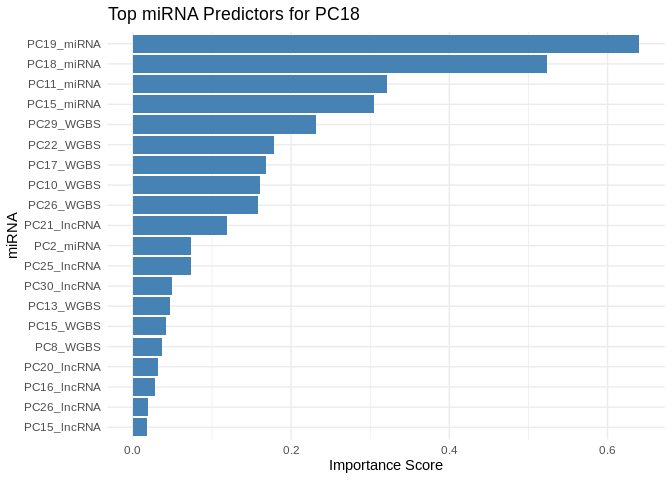 Top miRNA Predictors for PC18
PC19_miRNA
PC18_miRNA
PC11_miRNA
PC15_miRNA
PC29_WGBS
PC22_WGBS
PC17_WGBS
PC10_WGBS
PC26_WGBS
PC21_lncRNA
PC2_miRNA
PC25_lncRNA
PC30_lncRNA
PC13_WGBS
PC15_WGBS
PC8_WGBS
PC20_lncRNA
PC16_lncRNA
PC26_lncRNA
PC15_lncRNA
miRNA
0.0 0.2 0.4 0.6
Importance Score